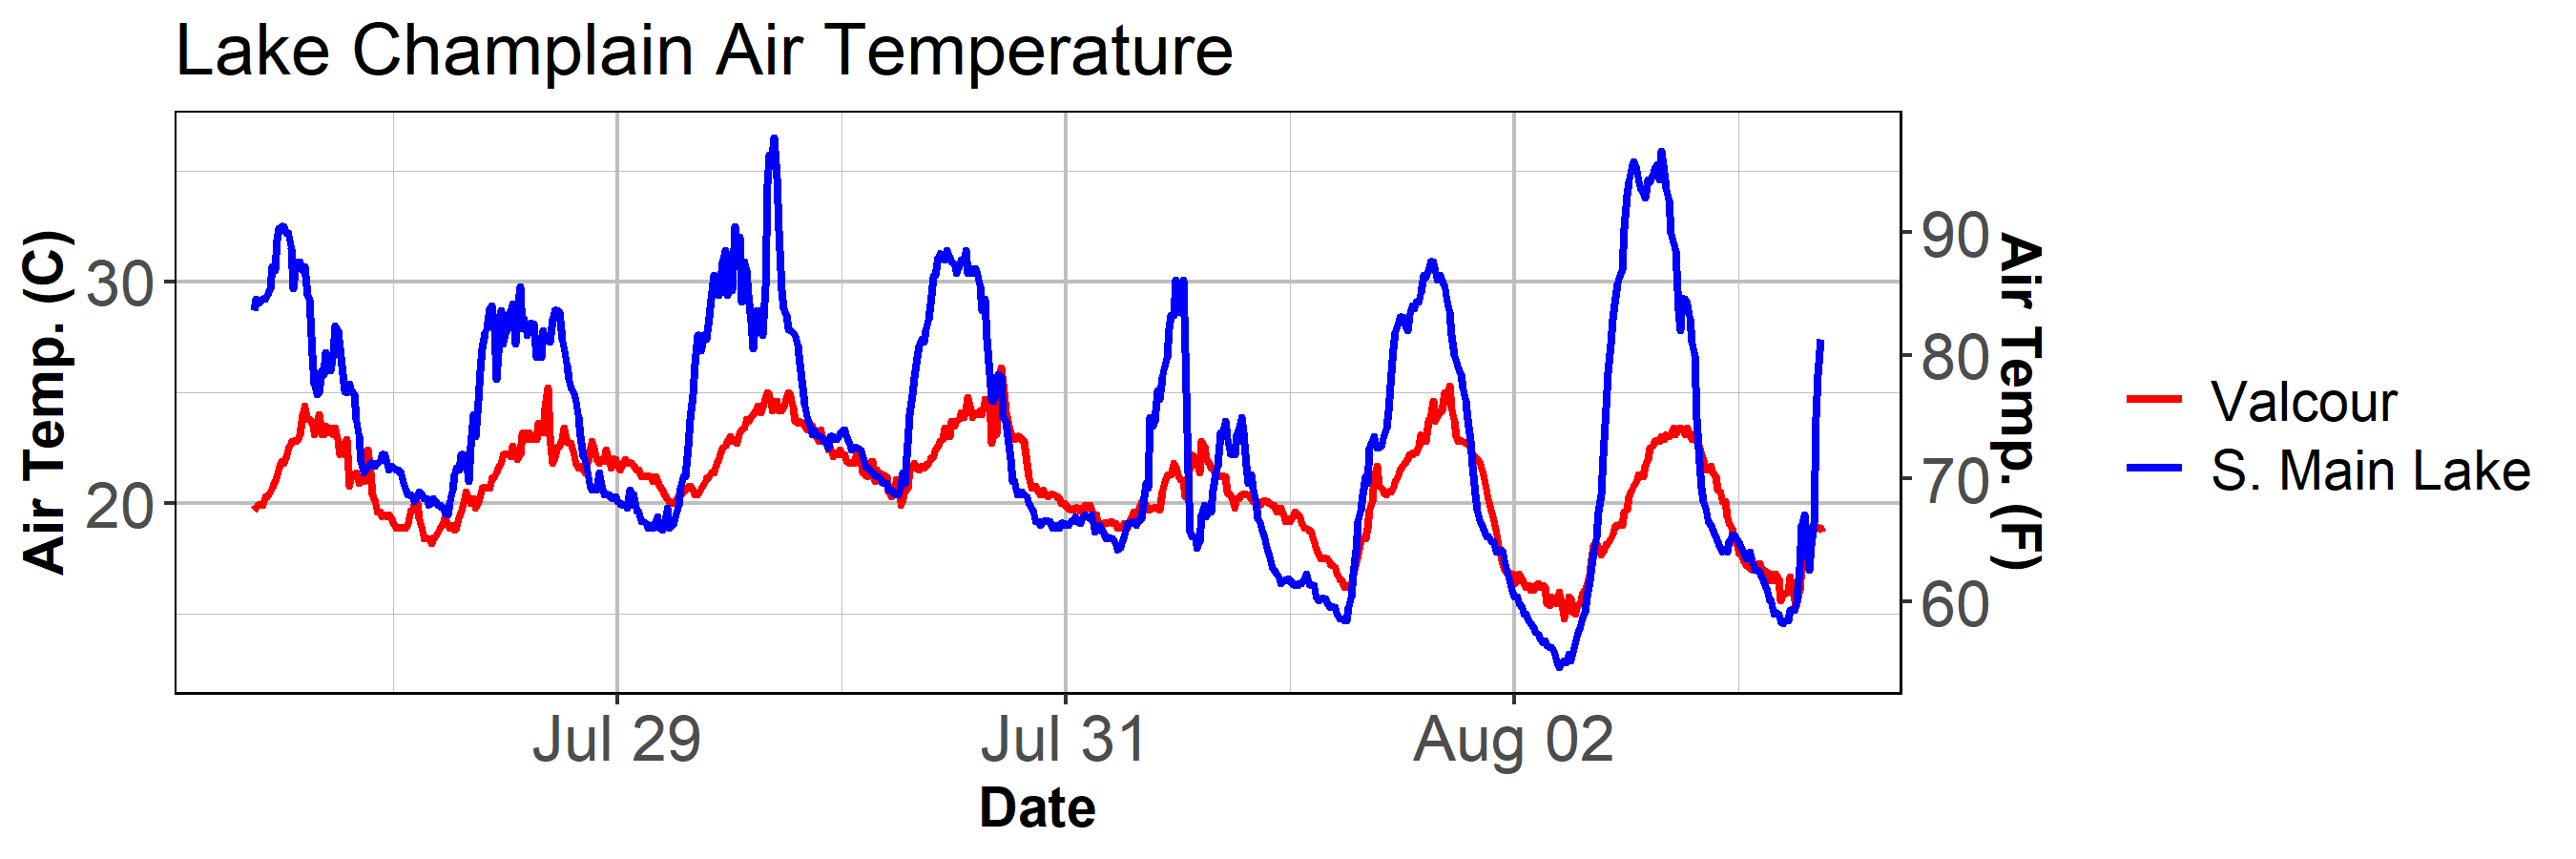 Lake Champlain Air Temperature
Air Temp. (C)
30
20
90
80
70
60
Air Temp. (F)
Valcour
S. Main Lake
Jul 29
Jul 31
Aug 02
Date